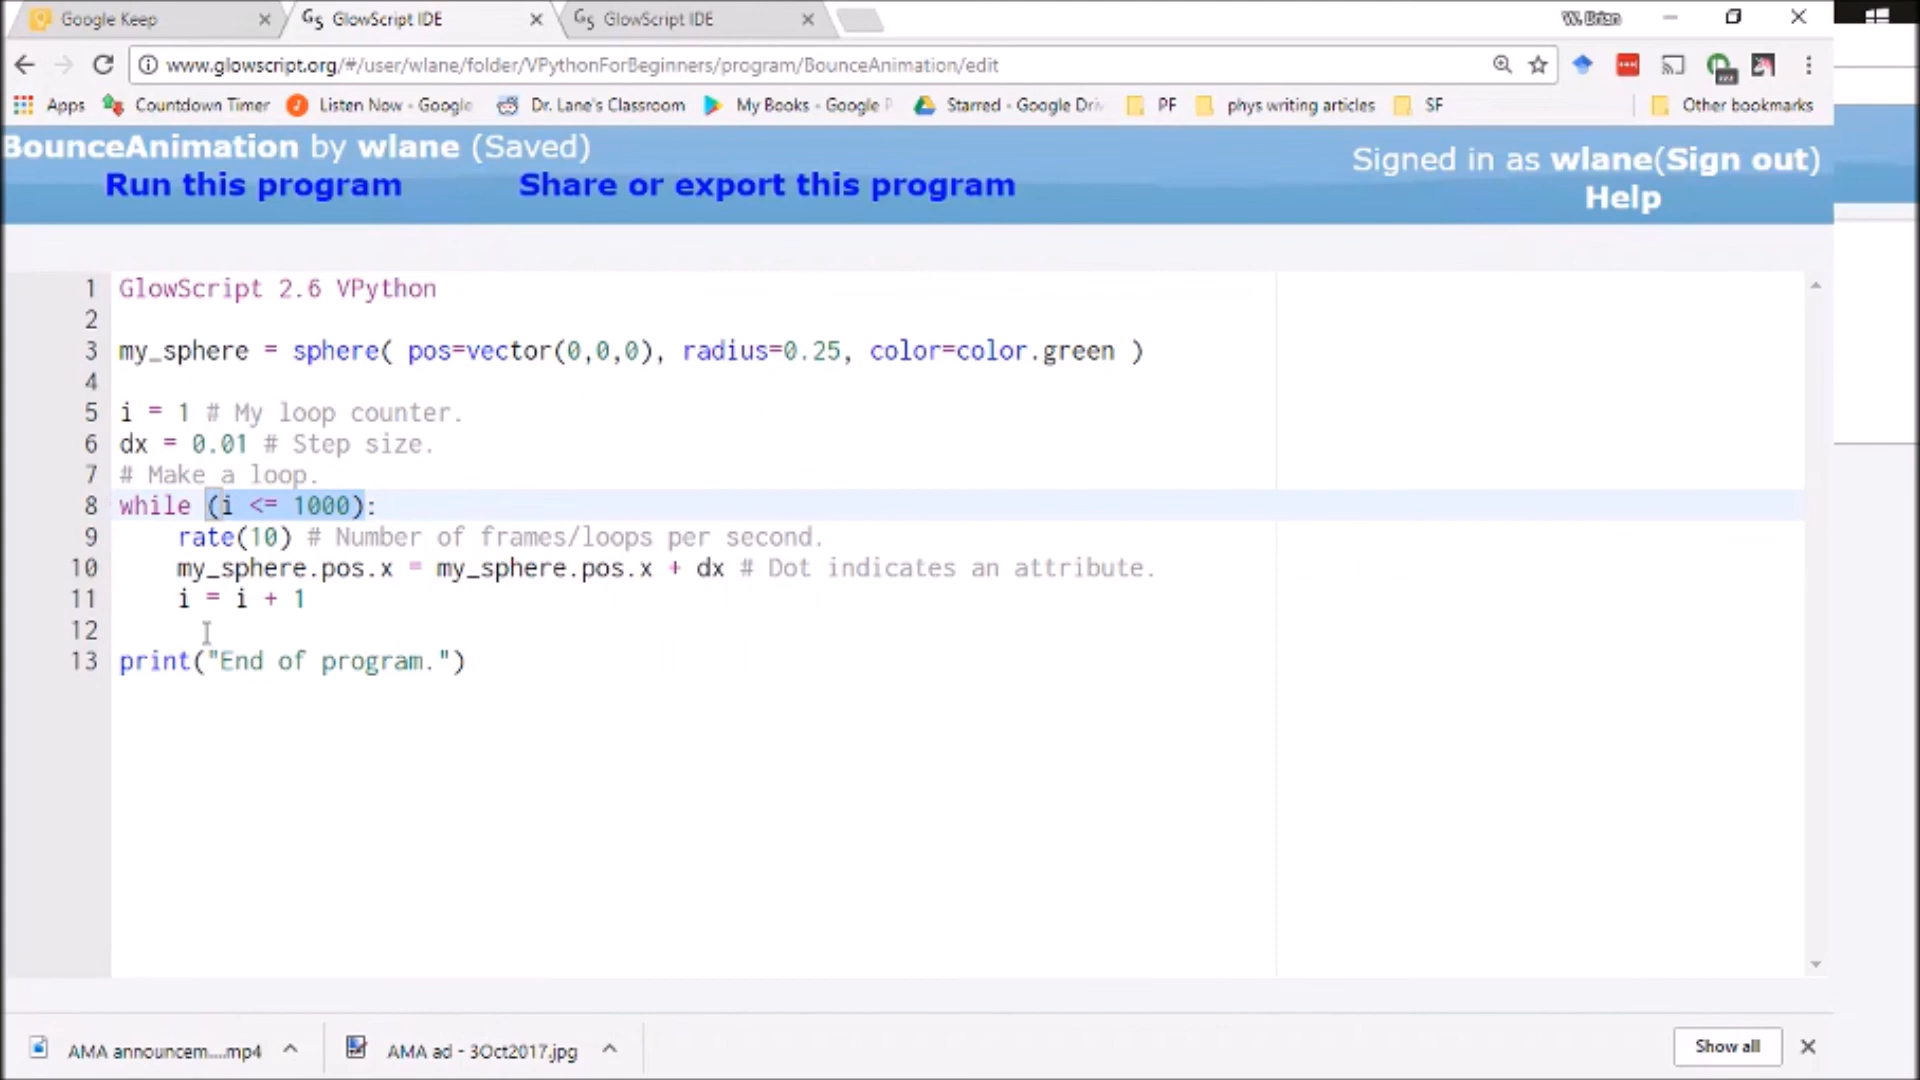 Google Keep
GlowScript IDE
GlowScript IDE
W. Brian
www.glowscript.org/#/user/wlane/folder/VPythonForBeginners/program/BounceAnimation/edit
Apps Countdown Timer Listen Now - Google Dr. Lane's Classroom My Books - Google P Starred - Google Driv PF phys writing articles SF Other bookmarks
BounceAnimation by wlane (Saved)
Signed in as wlane(Sign out)
Run this program Share or export this program
Help
1 GlowScript 2.6 VPython
2
3 my_sphere = sphere( pos=vector(0,0,0), radius=0.25, color=color.green )
4
5 i = 1 # My loop counter.
6 dx = 0.01 # Step size.
7 # Make a loop.
8 while (i <= 1000):
9 rate(10) # Number of frames/loops per second.
10 my_sphere.pos.x = my_sphere.pos.x + dx # Dot indicates an attribute.
11 i = i + 1
12
13 print("End of program.")
AMA announcem....mp4 AMA ad - 3Oct2017.jpg Show all